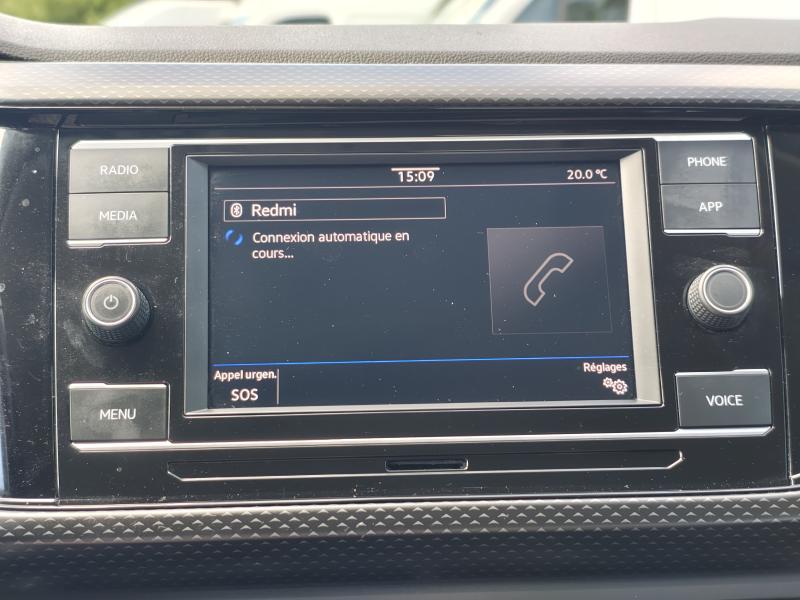 RADIO
MEDIA
MENU
15:09
20.0 °C
Redmi
Connexion automatique en
cours...
Appel urgen.
SOS
Réglages
PHONE
APP
VOICE